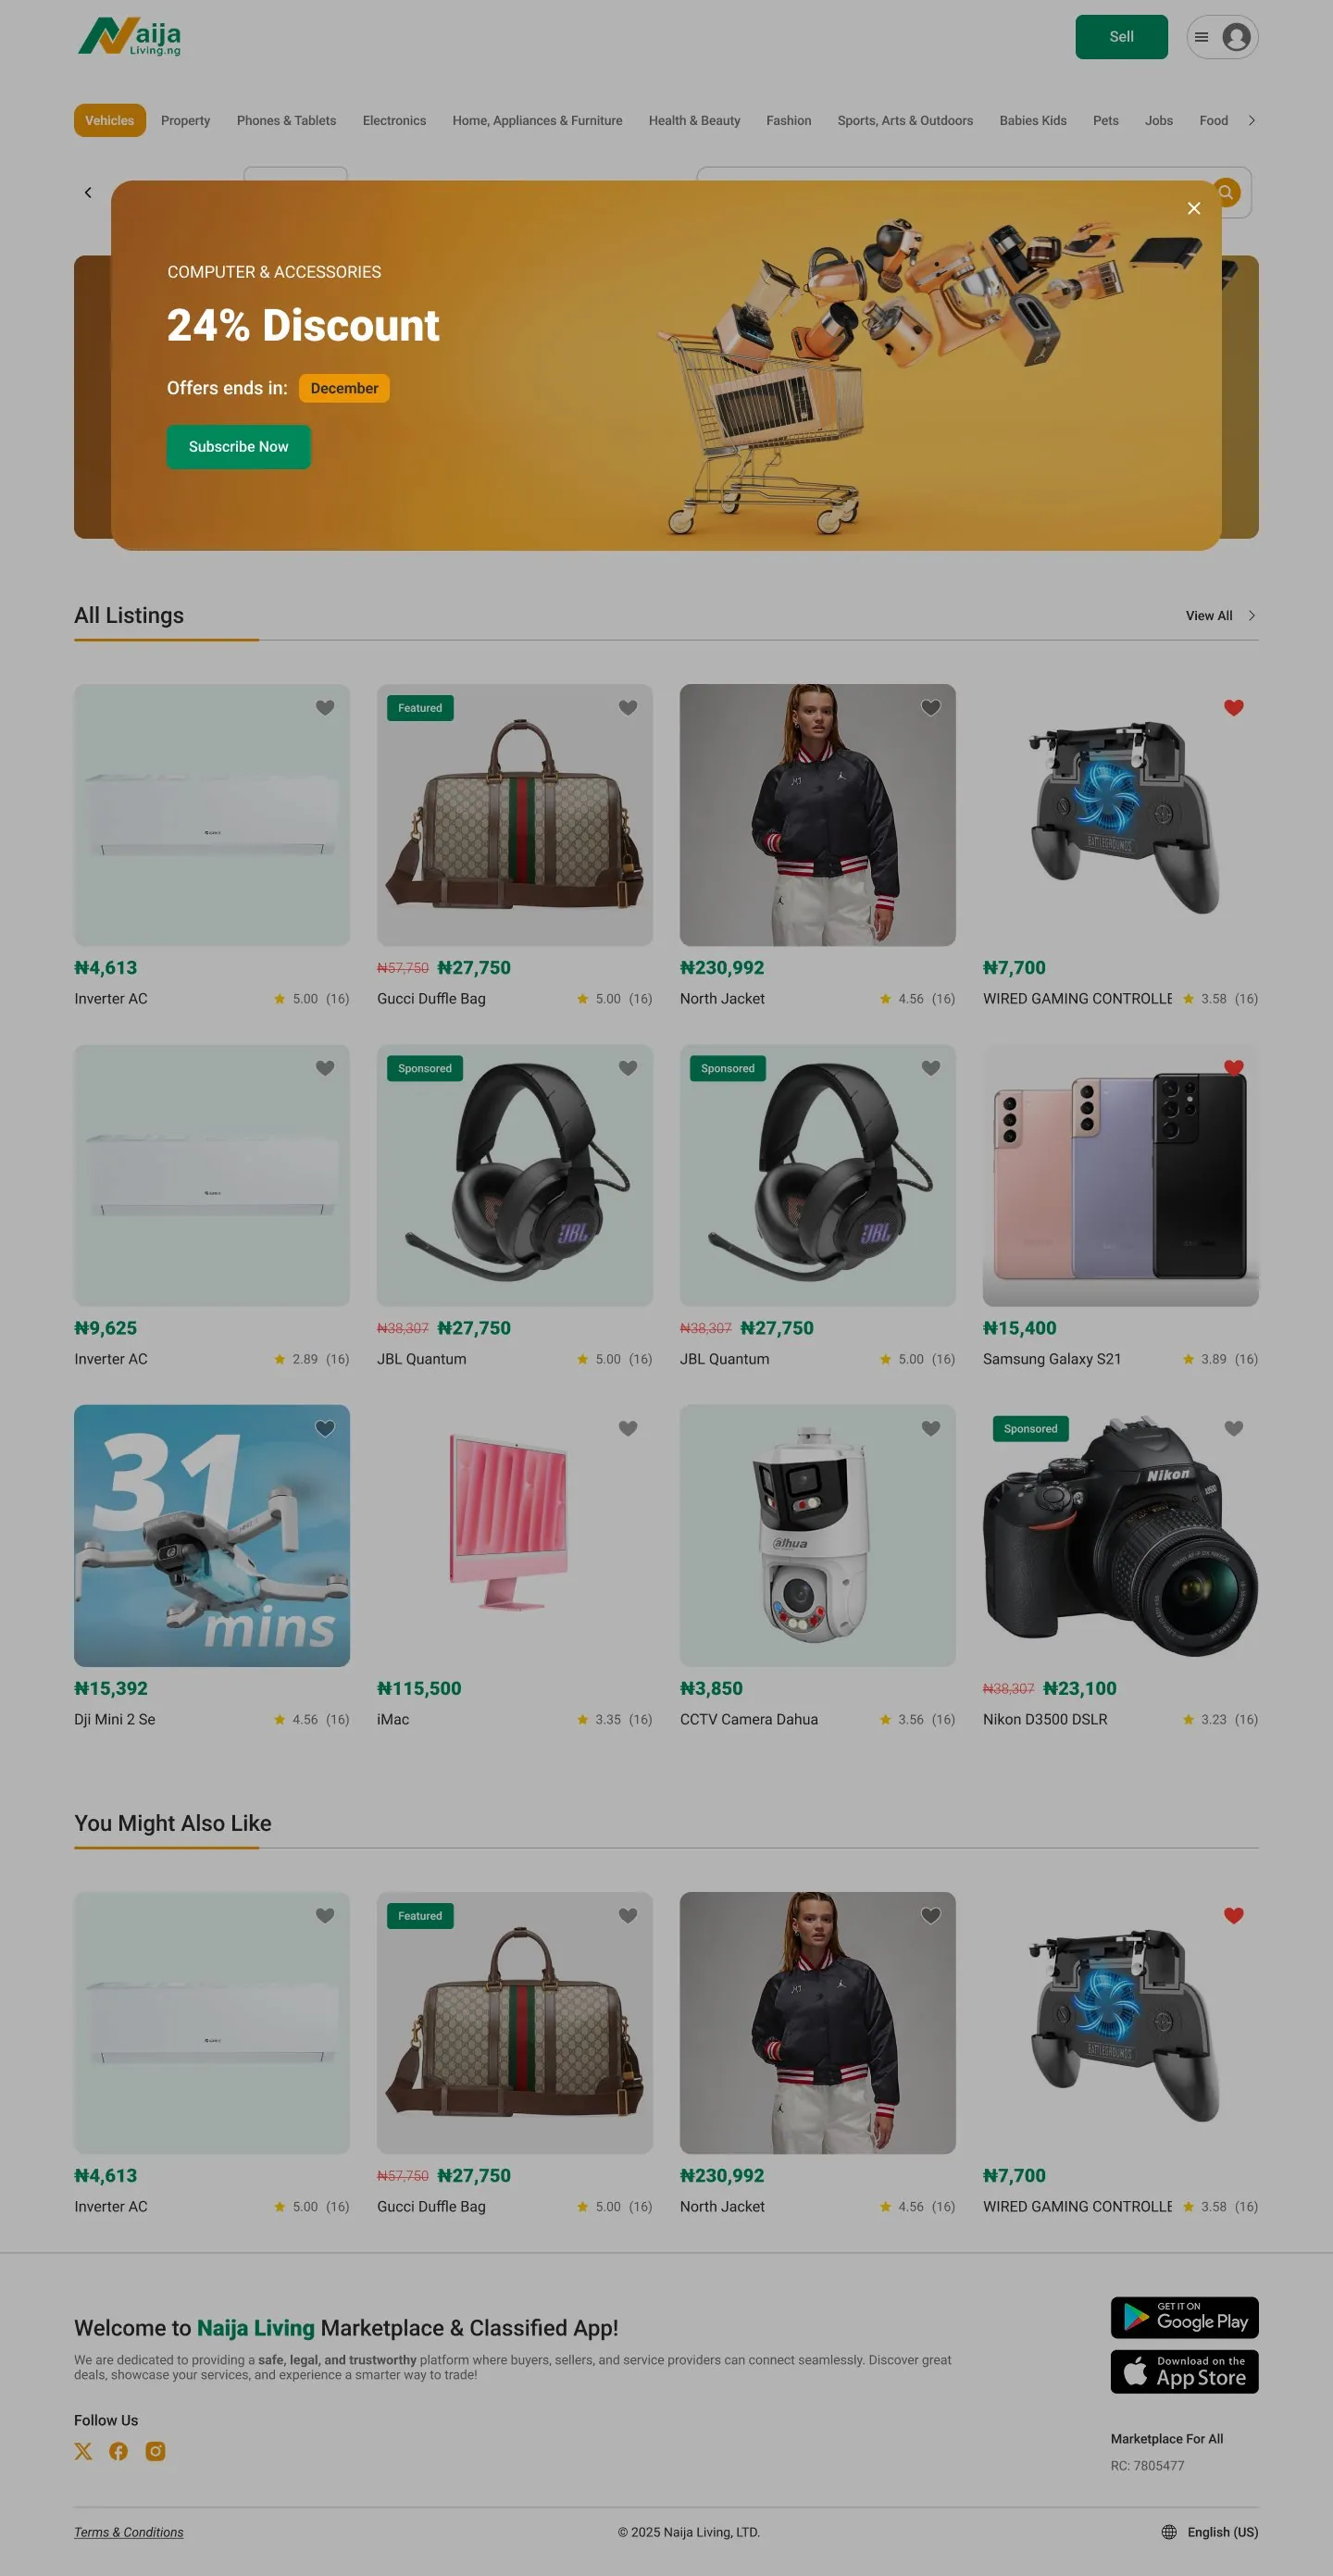 Naija
Living.ng
Sell
Vehicles Property Phones & Tablets Electronics Home, Appliances & Furniture Health & Beauty Fashion Sports, Arts & Outdoors Babies Kids Pets Jobs Food
COMPUTER & ACCESSORIES
24% Discount
Offers ends in: December
Subscribe Now
All Listings
View All
Featured
₦4,613
₦57,750 ₦27,750
₦230,992
₦7,700
Inverter AC 5.00 (16)
Gucci Duffle Bag 5.00 (16)
North Jacket 4.56 (16)
WIRED GAMING CONTROLLE 3.58 (16)
BATTLEGROUNDS
Sponsored
Sponsored
JBL
JBL
₦9,625
₦38,307 ₦27,750
₦38,307 ₦27,750
₦15,400
Inverter AC 2.89 (16)
JBL Quantum 5.00 (16)
JBL Quantum 5.00 (16)
Samsung Galaxy S21 3.89 (16)
31
mins
alhua
Sponsored
Nikon
₦15,392
₦115,500
₦3,850
₦38,307 ₦23,100
Dji Mini 2 Se 4.56 (16)
iMac 3.35 (16)
CCTV Camera Dahua 3.56 (16)
Nikon D3500 DSLR 3.23 (16)
You Might Also Like
Featured
BATTLEGROUNDS
₦4,613
₦57,750 ₦27,750
₦230,992
₦7,700
Inverter AC 5.00 (16)
Gucci Duffle Bag 5.00 (16)
North Jacket 4.56 (16)
WIRED GAMING CONTROLLE 3.58 (16)
Welcome to Naija Living Marketplace & Classified App!
We are dedicated to providing a safe, legal, and trustworthy platform where buyers, sellers, and service providers can connect seamlessly. Discover great
deals, showcase your services, and experience a smarter way to trade!
Follow Us
GET IT ON
Google Play
Download on the
App Store
Marketplace For All
RC: 7805477
Terms & Conditions
© 2025 Naija Living, LTD.
English (US)